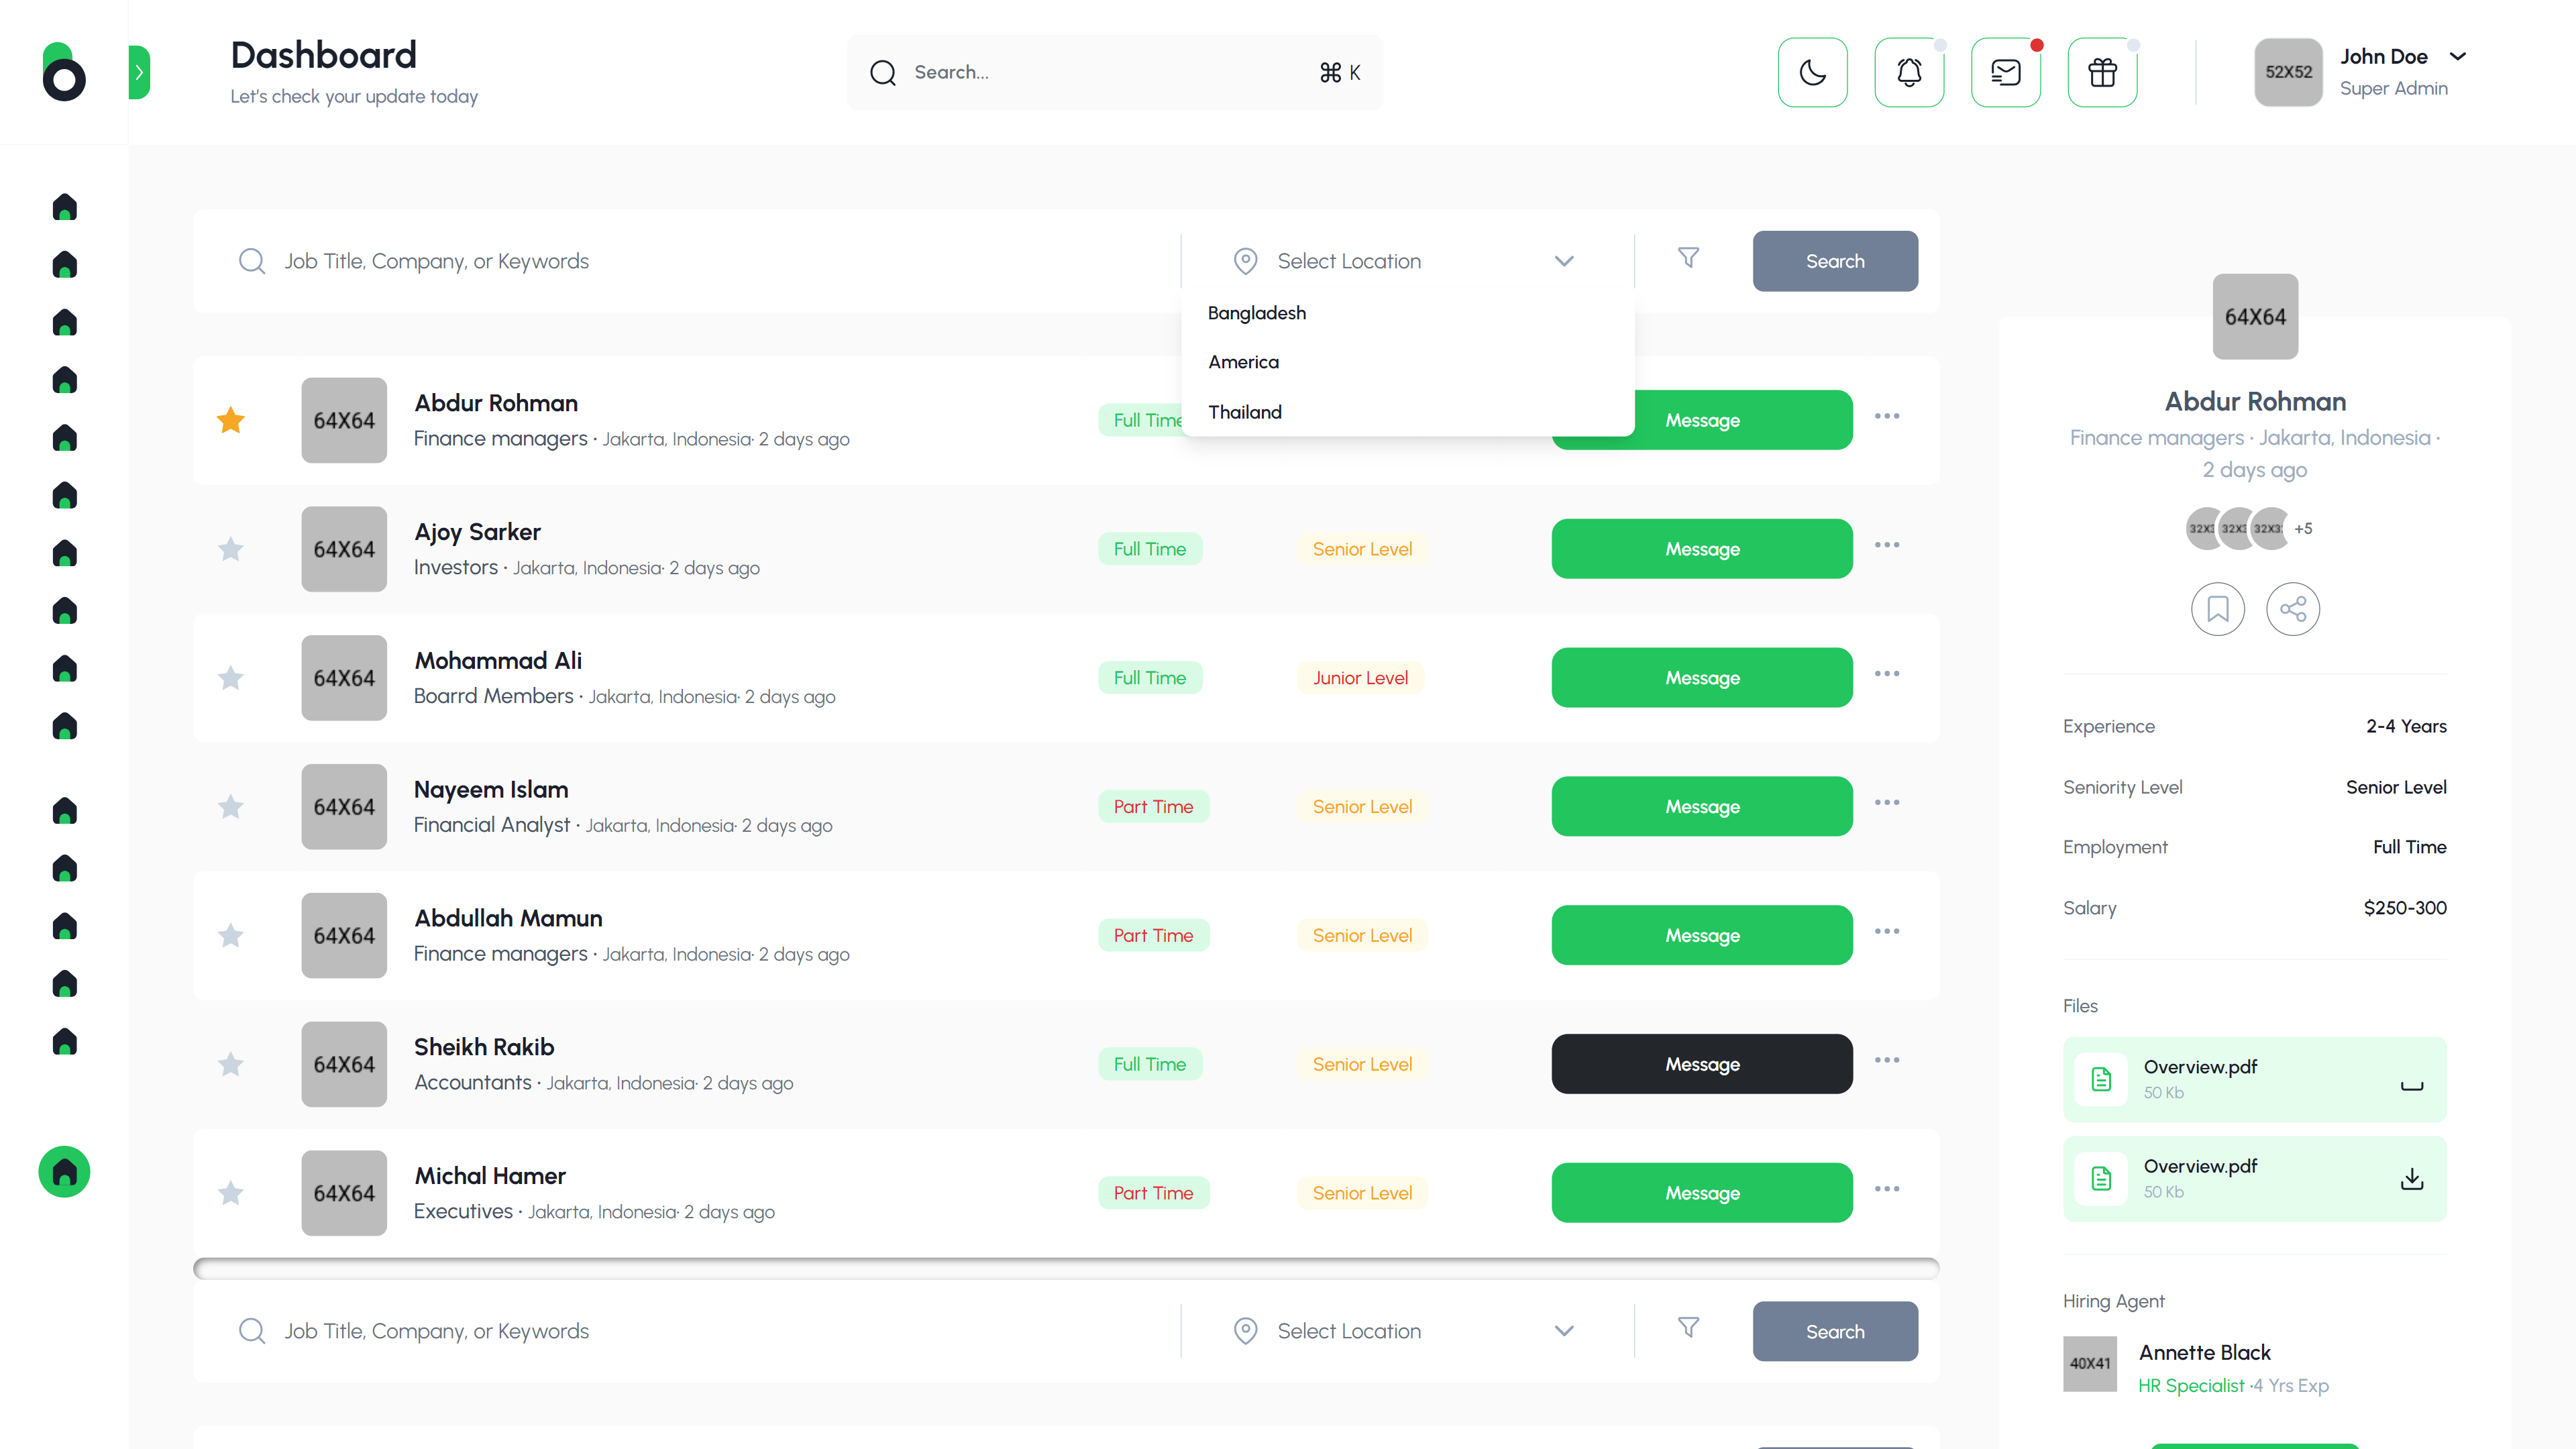 Dashboard
Let's check your update today
Search...
⌘ K
52X52
John Doe
Super Admin
Job Title, Company, or Keywords
Select Location
Search
Bangladesh
America
Thailand
64X64
Abdur Rohman
Finance managers · Jakarta, Indonesia· 2 days ago
Full Time
Message
64X64
Ajoy Sarker
Investors · Jakarta, Indonesia· 2 days ago
Full Time
Senior Level
Message
64X64
Mohammad Ali
Boarrd Members · Jakarta, Indonesia· 2 days ago
Full Time
Junior Level
Message
64X64
Nayeem Islam
Financial Analyst · Jakarta, Indonesia· 2 days ago
Part Time
Senior Level
Message
64X64
Abdullah Mamun
Finance managers · Jakarta, Indonesia· 2 days ago
Part Time
Senior Level
Message
64X64
Sheikh Rakib
Accountants · Jakarta, Indonesia· 2 days ago
Full Time
Senior Level
Message
64X64
Michal Hamer
Executives · Jakarta, Indonesia· 2 days ago
Part Time
Senior Level
Message
Job Title, Company, or Keywords
Select Location
Search
64X64
Abdur Rohman
Finance managers · Jakarta, Indonesia ·
2 days ago
+5
Experience
2-4 Years
Seniority Level
Senior Level
Employment
Full Time
Salary
$250-300
Files
Overview.pdf
50 Kb
Overview.pdf
50 Kb
Hiring Agent
40X41
Annette Black
HR Specialist ·4 Yrs Exp